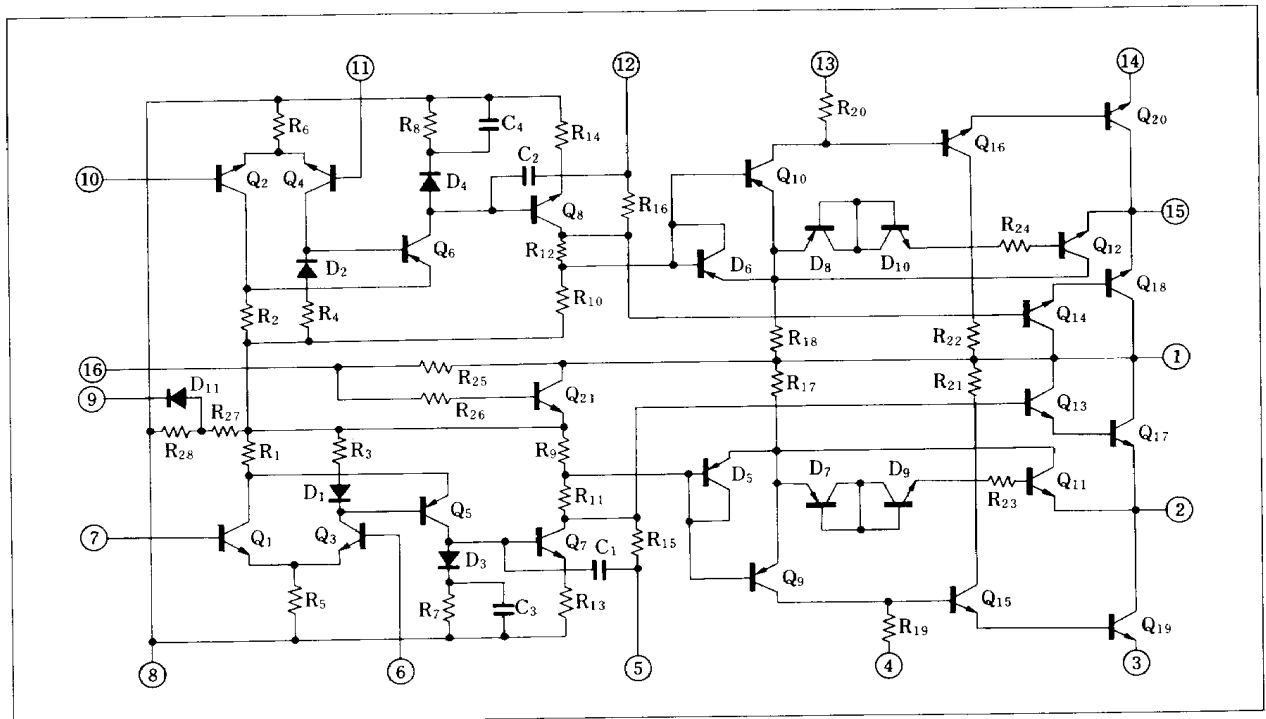 11 12 13 14
R6 R8 C4 R14 R20 Q20
C2 Q16
10 Q2 Q4 D4 Q8 R16 Q10
R24 15
Q6 R12 D8 D10 Q12
D2 D6
R2 R4 R10 Q18
Q14
R18 R22
16 1
R25 R17 R21
9 D11 R26 Q21 Q13
R27 Q17
R28 R1 R3 R9
D5 D7 D9
D1 R11 R23 Q11
Q5 2
7 Q1 Q3 Q7 C1 R15
D3 Q9
R5 R7 C3 R13 Q15
R19 Q19
8 6 5 4 3